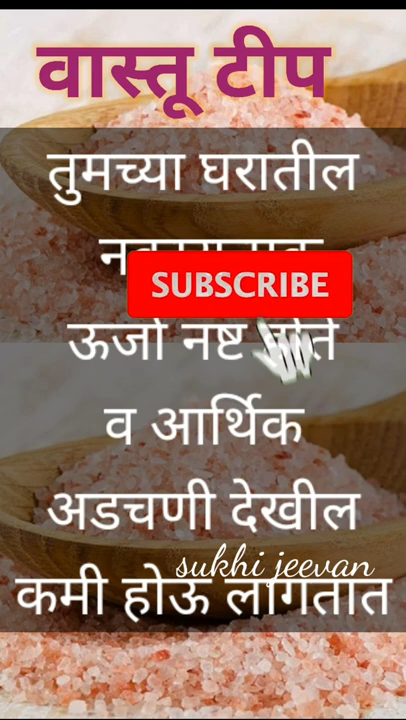 वास्तू टीप
तुमच्या घरातील
SUBSCRIBE
ऊर्जा नष्ट
व आर्थिक
अडचणी देखील
sukhi jeevan
कमी होऊ लागतात